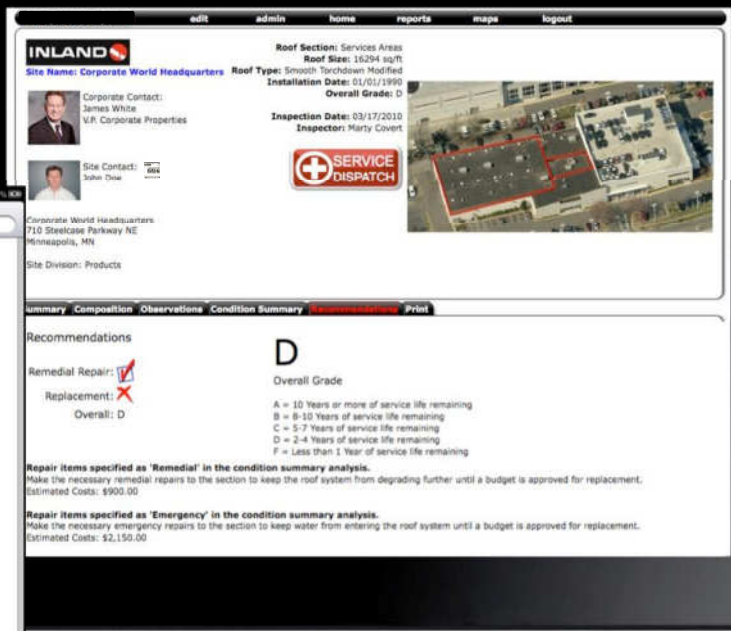 edit admin home reports maps logout
INLAND
Site Name: Corporate World Headquarters
Corporate Contact:
James White
V.P. Corporate Properties
Site Contact:
John Doe
Corporate World Headquarters
710 Steelcase Parkway NE
Minneapolis, MN
Site Division: Products
Roof Section: Services Areas
Roof Size: 16294 sq/ft
Roof Type: Smooth Torchdown Modified
Installation Date: 01/01/1990
Overall Grade: D
Inspection Date: 03/17/2010
Inspector: Marty Covert
SERVICE
DISPATCH
ummary Composition Observations Condition Summary Recommendations Print
Recommendations
Remedial Repair:
Replacement:
Overall: D
D
Overall Grade
A = 10 Years or more of service life remaining
B = 8-10 Years of service life remaining
C = 5-7 Years of service life remaining
D = 2-4 Years of service life remaining
F = Less than 1 Year of service life remaining
Repair items specified as 'Remedial' in the condition summary analysis.
Make the necessary remedial repairs to the section to keep the roof system from degrading further until a budget is approved for replacement.
Estimated Costs: $900.00
Repair items specified as 'Emergency' in the condition summary analysis.
Make the necessary emergency repairs to the section to keep water from entering the roof system until a budget is approved for replacement.
Estimated Costs: $2,150.00